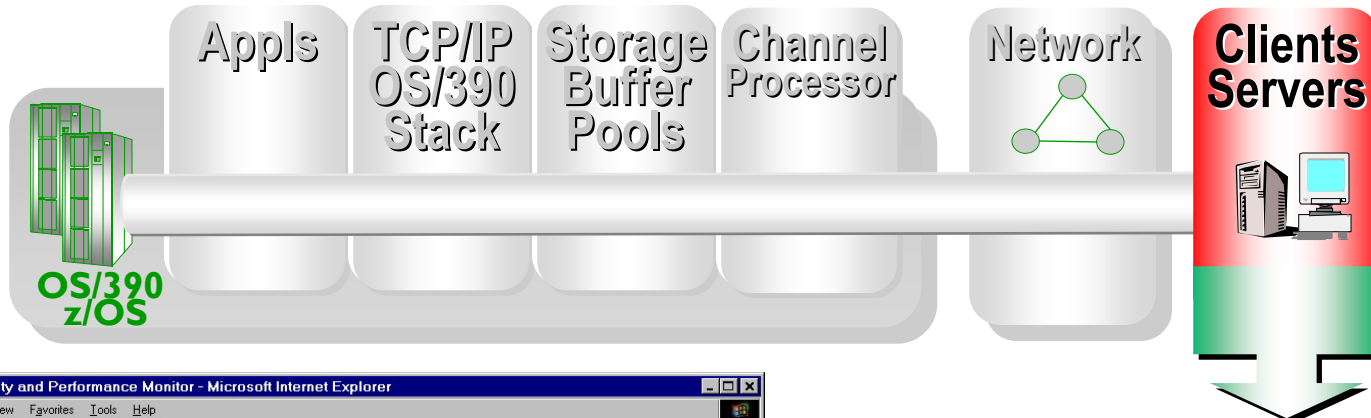 Appls
TCP/IP
OS/390
Stack
Storage
Buffer
Pools
Channel
Processor
Network
Clients
Servers
OS/390
z/OS
ty and Performance Monitor - Microsoft Internet Explorer
ew Favorites Tools Help